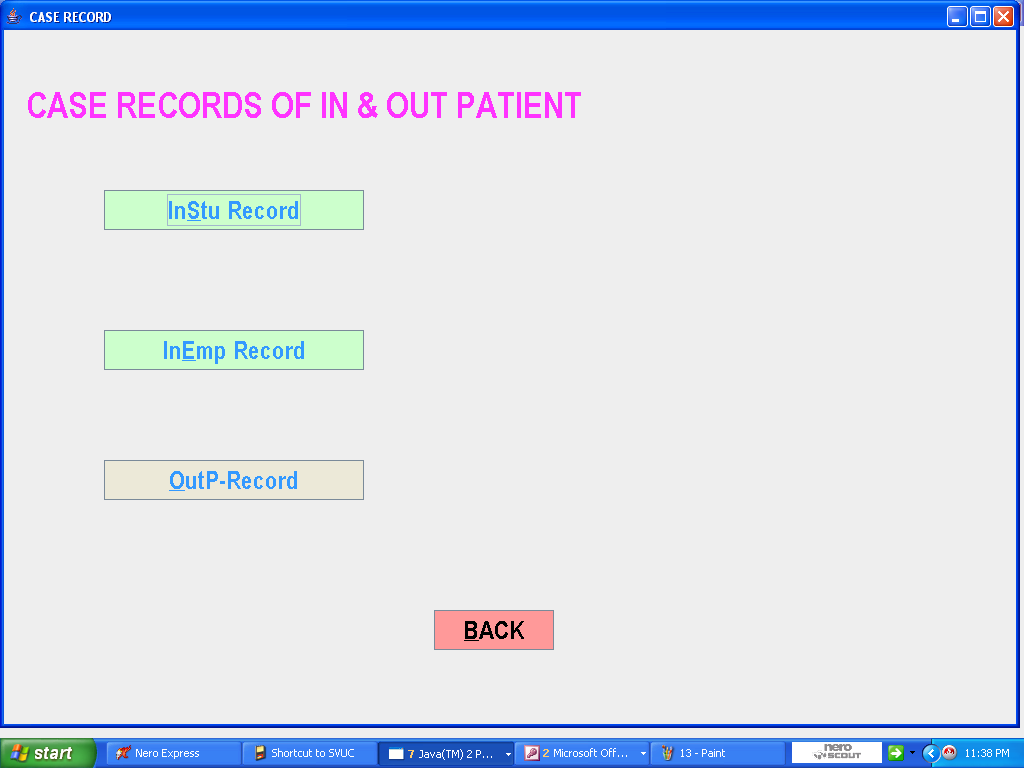 CASE RECORD
CASE RECORDS OF IN & OUT PATIENT
InStu Record
InEmp Record
OutP-Record
BACK
start
Nero Express
Shortcut to SVUC
7 Java(TM) 2 P...
2 Microsoft Off...
13 - Paint
nero SCOUT
11:38 PM